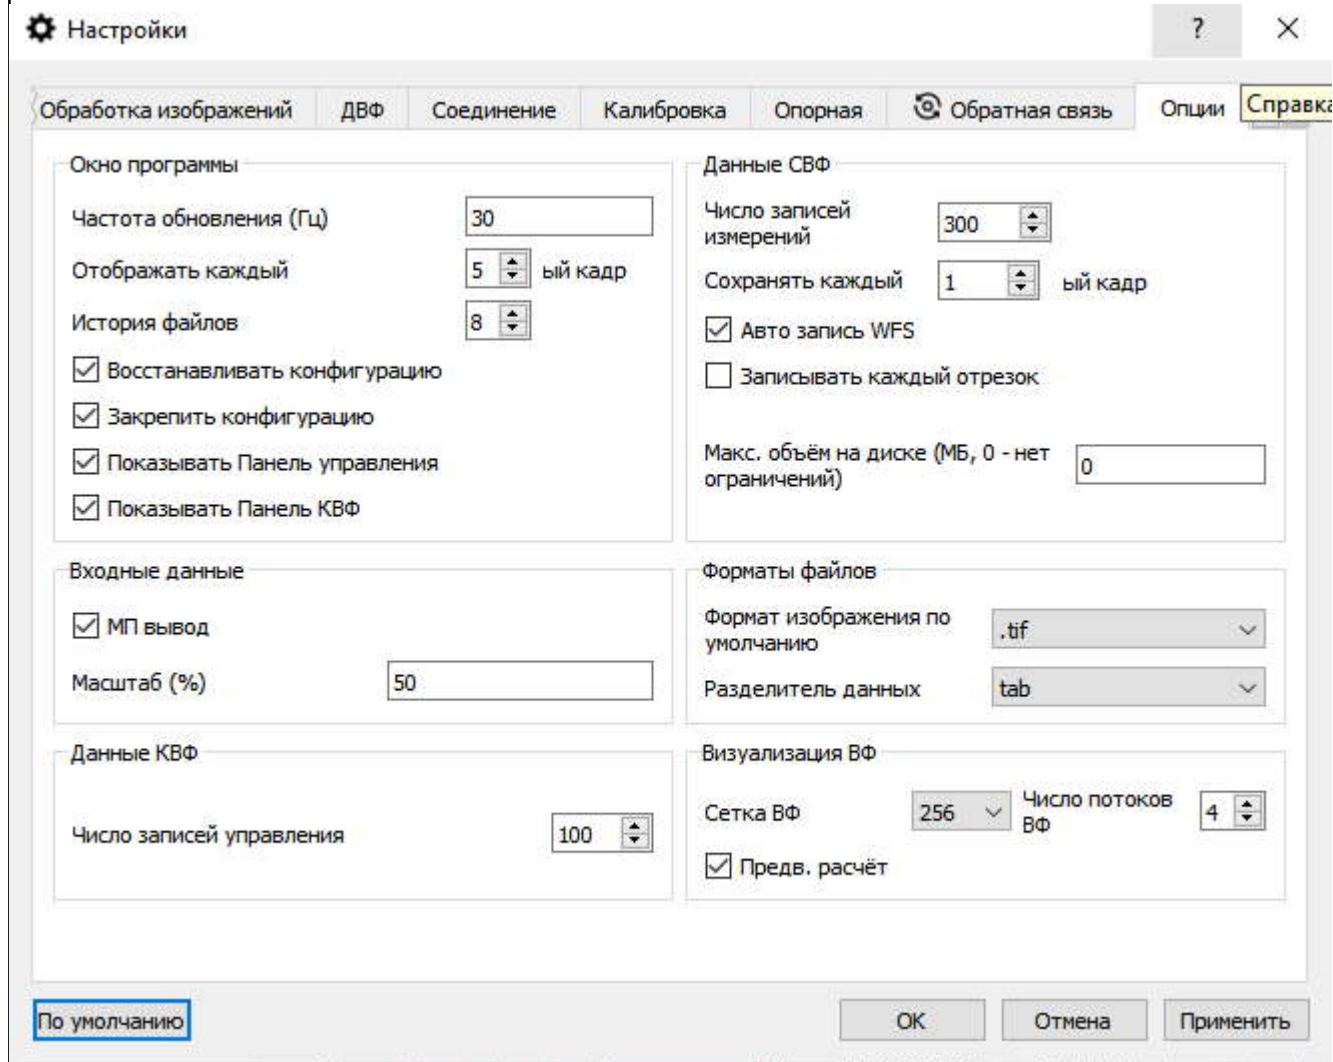 Настройки
?
Обработка изображений ДВФ Соединение Калибровка Опорная Обратная связь Опции Справка
Окно программы
Частота обновления (Гц) 30
Отображать каждый 5 ый кадр
История файлов 8
Восстанавливать конфигурацию
Закрепить конфигурацию
Показывать Панель управления
Показывать Панель КВФ
Данные СВФ
Число записей
измерений
300
Сохранять каждый 1 ый кадр
Авто запись WFS
Записывать каждый отрезок
Макс. объём на диске (МБ, 0 - нет
ограничений)
0
Входные данные
МП вывод
Масштаб (%) 50
Форматы файлов
Формат изображения по
умолчанию
.tif
Разделитель данных tab
Данные КВФ
Число записей управления 100
Визуализация ВФ
Сетка ВФ 256
Число потоков
ВФ
4
Предв. расчёт
По умолчанию OK Отмена Применить